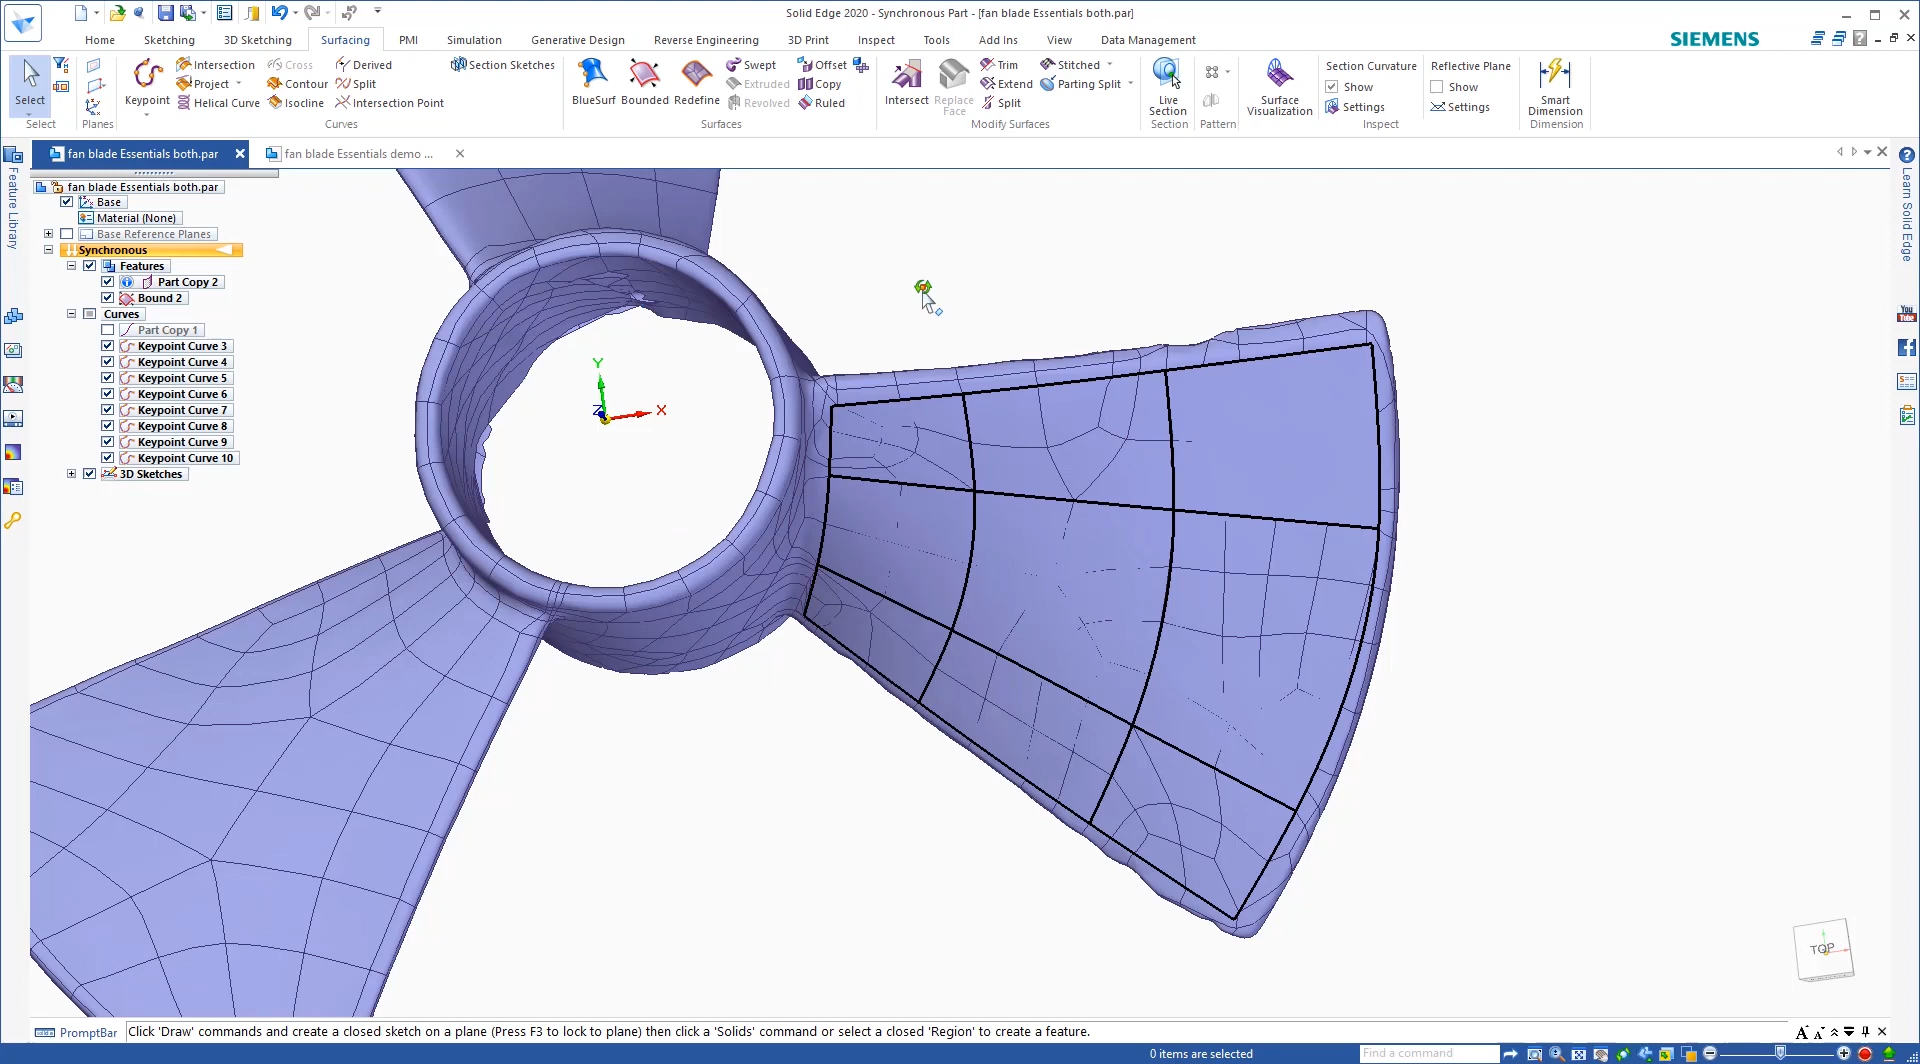 Solid Edge 2020 - Synchronous Part - [fan blade Essentials both.par]
Home Sketching 3D Sketching Surfacing PMI Simulation Generative Design Reverse Engineering 3D Print Inspect Tools Add Ins View Data Management
SIEMENS
Select
Select
Planes
Keypoint
Intersection
Project
Helical Curve
Cross
Contour
Isocline
Derived
Split
Intersection Point
Section Sketches
Curves
BlueSurf
Bounded
Redefine
Swept
Extruded
Revolved
Offset
Copy
Ruled
Surfaces
Intersect
Replace
Face
Trim
Extend
Split
Stitched
Parting Split
Modify Surfaces
Live
Section
Section
Pattern
Surface
Visualization
Section Curvature
Show
Settings
Inspect
Reflective Plane
Show
Settings
Smart
Dimension
Dimension
fan blade Essentials both.par
fan blade Essentials demo ...
Feature Library
Learn Solid Edge
You
Tube
fan blade Essentials both.par
Base
Material (None)
Base Reference Planes
Synchronous
Features
Part Copy 2
Bound 2
Curves
Part Copy 1
Keypoint Curve 3
Keypoint Curve 4
Keypoint Curve 5
Keypoint Curve 6
Keypoint Curve 7
Keypoint Curve 8
Keypoint Curve 9
Keypoint Curve 10
3D Sketches
Y
Z
X
TOP
PromptBar
Click 'Draw' commands and create a closed sketch on a plane (Press F3 to lock to plane) then click a 'Solids' command or select a closed 'Region' to create a feature.
A A
0 items are selected
Find a command